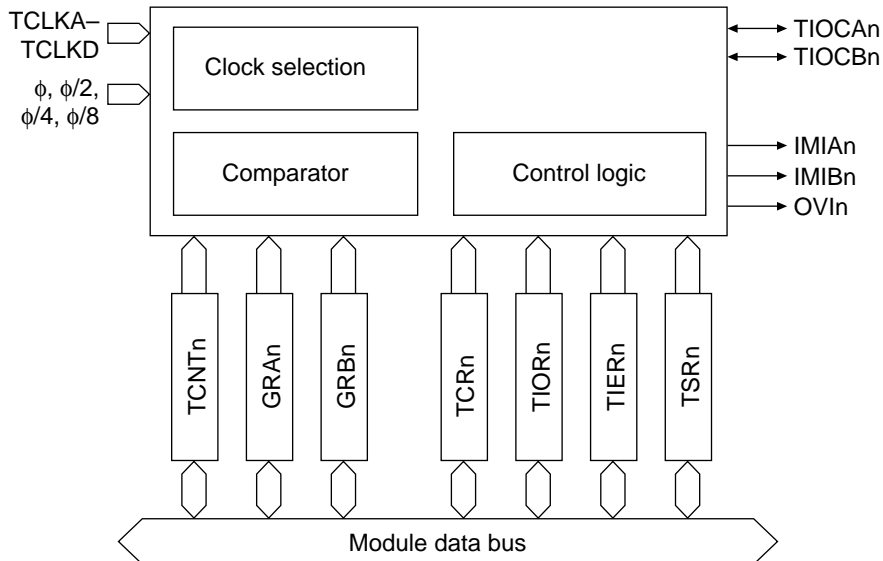 TCLKA–
TCLKD
ϕ, ϕ/2,
ϕ/4, ϕ/8
Clock selection
Comparator
Control logic
TIOCAn
TIOCBn
IMIAn
IMIBn
OVIn
TCNTn
GRAn
GRBn
TCRn
TIORn
TIERn
TSRn
Module data bus